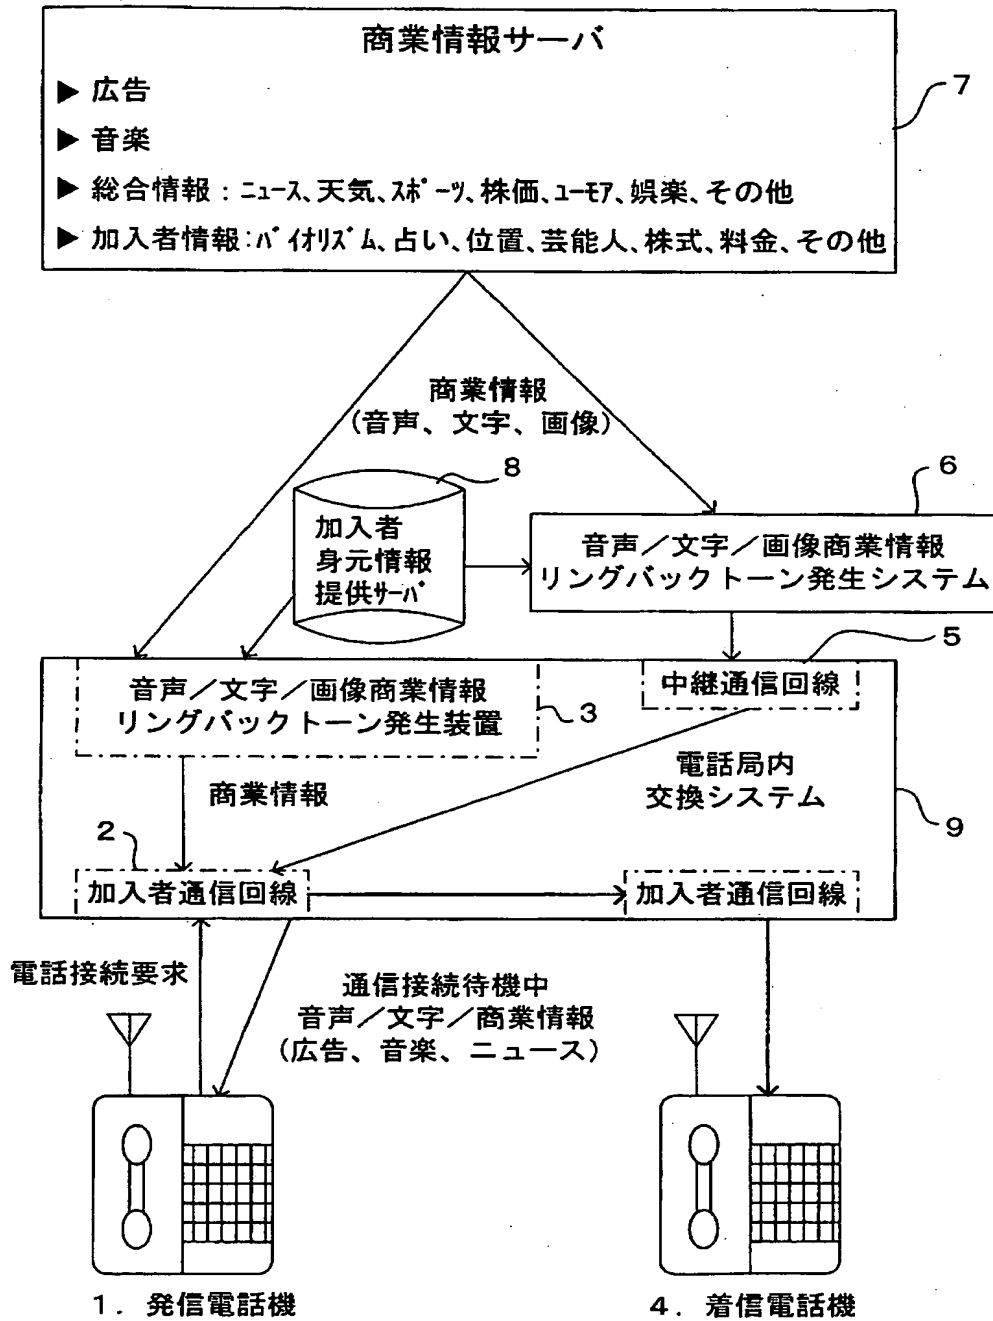 商業情報サーバ
▶ 広告
▶ 音楽
▶ 総合情報：ニュース、天気、スポーツ、株価、ユーモア、娯楽、その他
▶ 加入者情報：バイオリズム、占い、位置、芸能人、株式、料金、その他
7
商業情報
（音声、文字、画像）
8
加入者
身元情報
提供サーバ
6
音声／文字／画像商業情報
リングバックトーン発生システム
5
音声／文字／画像商業情報
リングバックトーン発生装置
3
中継通信回線
商業情報
電話局内
交換システム
9
2
加入者通信回線
加入者通信回線
電話接続要求
通信接続待機中
音声／文字／商業情報
（広告、音楽、ニュース）
1．発信電話機
4．着信電話機